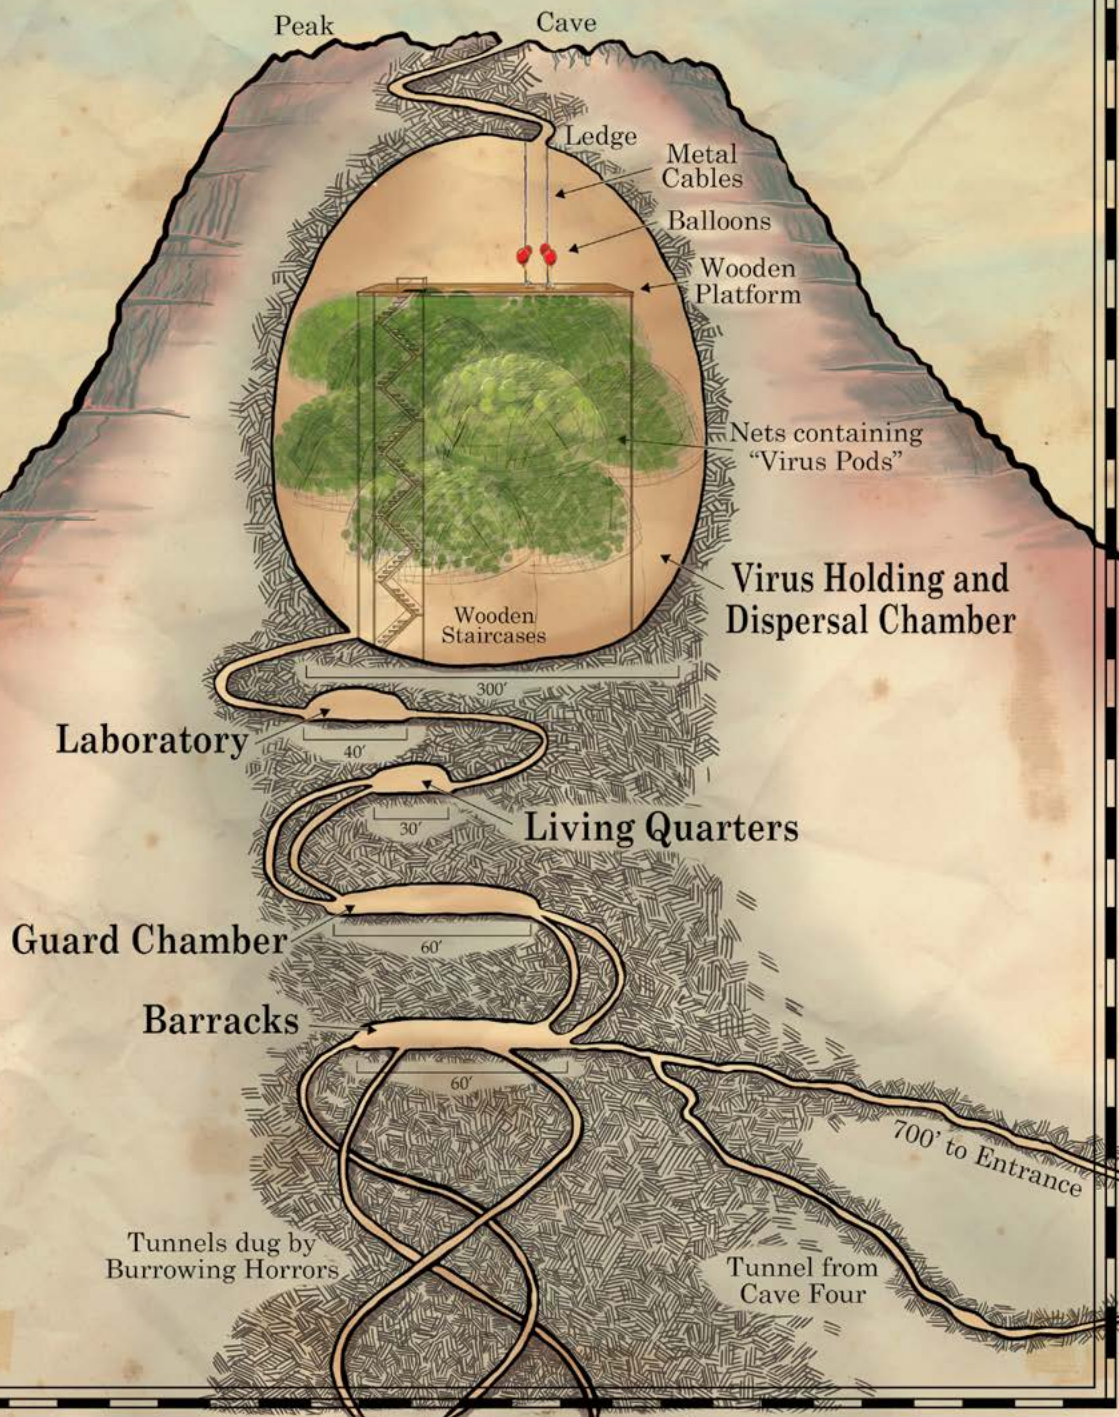 Peak
Cave
Ledge
Metal
Cables
Balloons
Wooden
Platform
Nets containing
“Virus Pods”
Virus Holding and
Dispersal Chamber
Wooden
Staircases
300′
Laboratory
40′
30′
Living Quarters
Guard Chamber
60′
Barracks
60′
700′ to Entrance
Tunnels dug by
Burrowing Horrors
Tunnel from
Cave Four